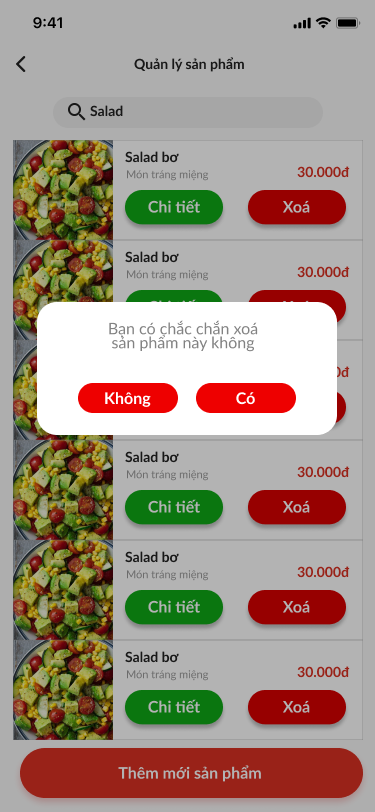 9:41
Quản lý sản phẩm
Salad
Salad bơ
Món tráng miệng
30.000đ
Chi tiết
Xoá
Salad bơ
Món tráng miệng
30.000đ
Bạn có chắc chắn xoá
sản phẩm này không
Không
Có
Salad bơ
Món tráng miệng
30.000đ
Chi tiết
Xoá
Salad bơ
Món tráng miệng
30.000đ
Chi tiết
Xoá
Salad bơ
Món tráng miệng
30.000đ
Chi tiết
Xoá
Thêm mới sản phẩm